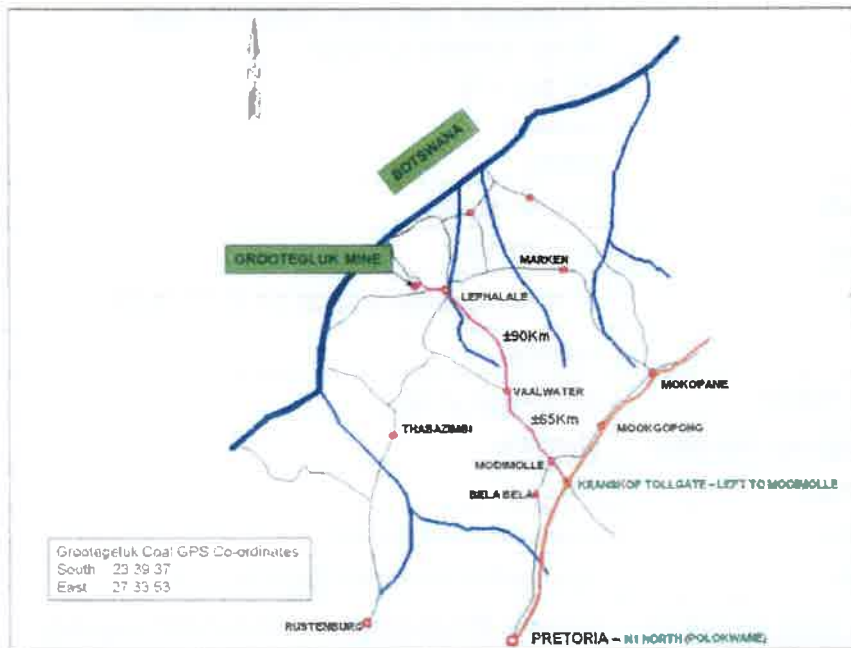 N
BOTSWANA
GROOTEGLUK MINE
MARKEN
LEPHALALE
±90Km
MOKOPANE
VAALWATER
±65Km
MOOKGOPONG
THABAZIMBI
MODIMOLLE
KRANSKOP TOLLGATE - LEFT TO MODIMOLLE
BELA BELA
Grootegeluk Coal GPS Co-ordinates
South 23 39 37
East 27 33 53
RUSTENBURG
PRETORIA - N1 NORTH (POLOKWANE)